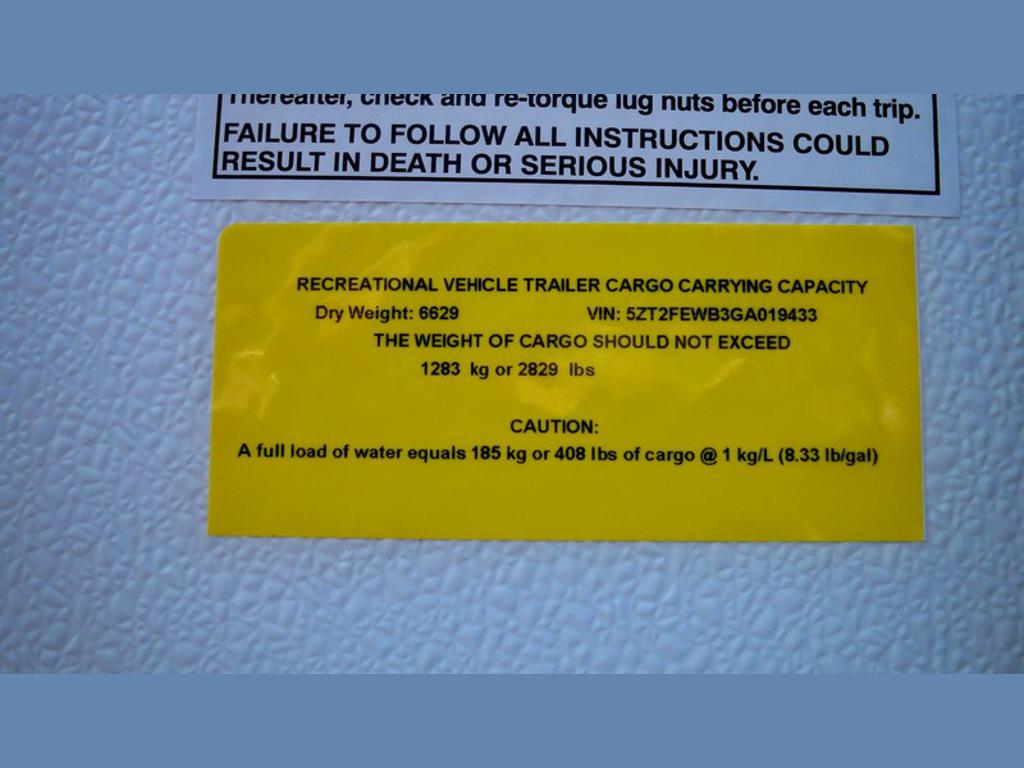 Thereafter, check and re-torque lug nuts before each trip.
FAILURE TO FOLLOW ALL INSTRUCTIONS COULD
RESULT IN DEATH OR SERIOUS INJURY.
RECREATIONAL VEHICLE TRAILER CARGO CARRYING CAPACITY
Dry Weight: 6629 VIN: 5ZT2FEWB3GA019433
THE WEIGHT OF CARGO SHOULD NOT EXCEED
1283 kg or 2829 lbs
CAUTION:
A full load of water equals 185 kg or 408 lbs of cargo @ 1 kg/L (8.33 lb/gal)